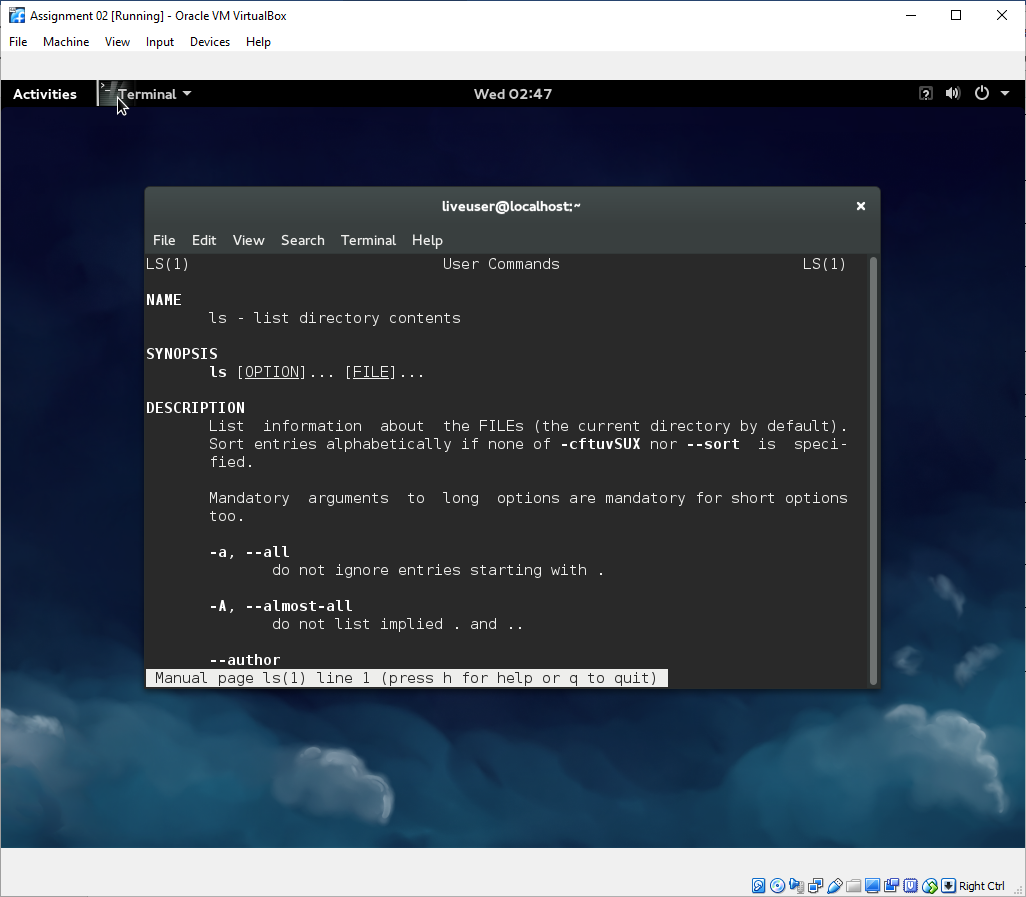 Assignment 02 [Running] - Oracle VM VirtualBox
File Machine View Input Devices Help
Activities Terminal Wed 02:47
liveuser@localhost:~
File Edit View Search Terminal Help
LS(1) User Commands LS(1)
NAME
ls - list directory contents
SYNOPSIS
ls [OPTION]... [FILE]...
DESCRIPTION
List information about the FILEs (the current directory by default).
Sort entries alphabetically if none of -cftuvSUX nor --sort is speci-
fied.
Mandatory arguments to long options are mandatory for short options
too.
-a, --all
do not ignore entries starting with .
-A, --almost-all
do not list implied . and ..
--author
Manual page ls(1) line 1 (press h for help or q to quit)
Right Ctrl